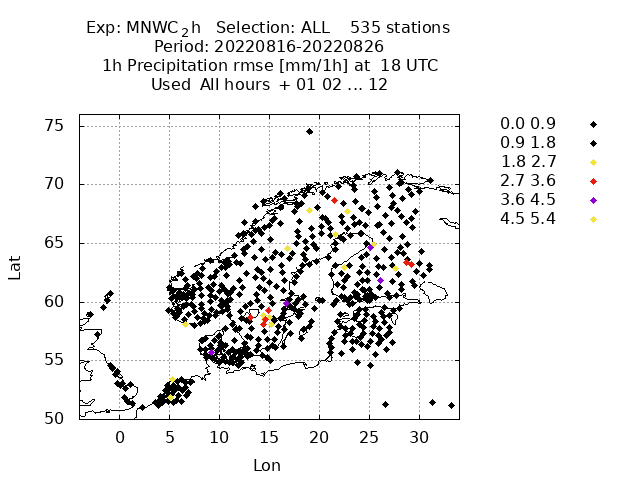 Exp: MNWC2h   Selection: ALL    535 stations
Period: 20220816-20220826
1h Precipitation rmse [mm/1h] at  18 UTC
Used  All hours  + 01 02 ... 12
0.0 0.9
0.9 1.8
1.8 2.7
2.7 3.6
3.6 4.5
4.5 5.4
75
70
65
60
55
50
Lat
0 5 10 15 20 25 30
Lon